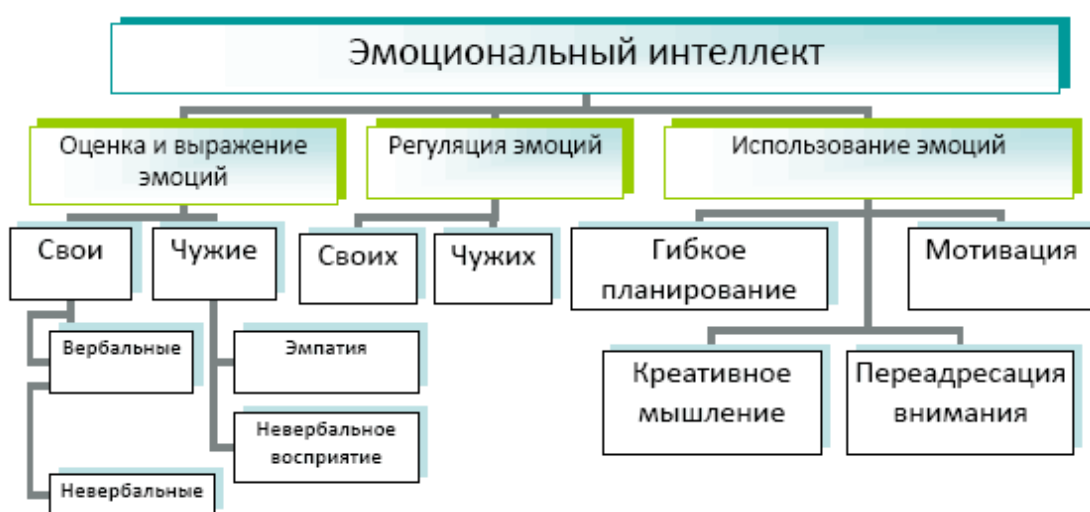 Эмоциональный интеллект
Оценка и выражение
эмоций
Регуляция эмоций
Использование эмоций
Свои
Чужие
Своих
Чужих
Гибкое
планирование
Мотивация
Вербальные
Эмпатия
Креативное
мышление
Переадресация
внимания
Невербальное
восприятие
Невербальные